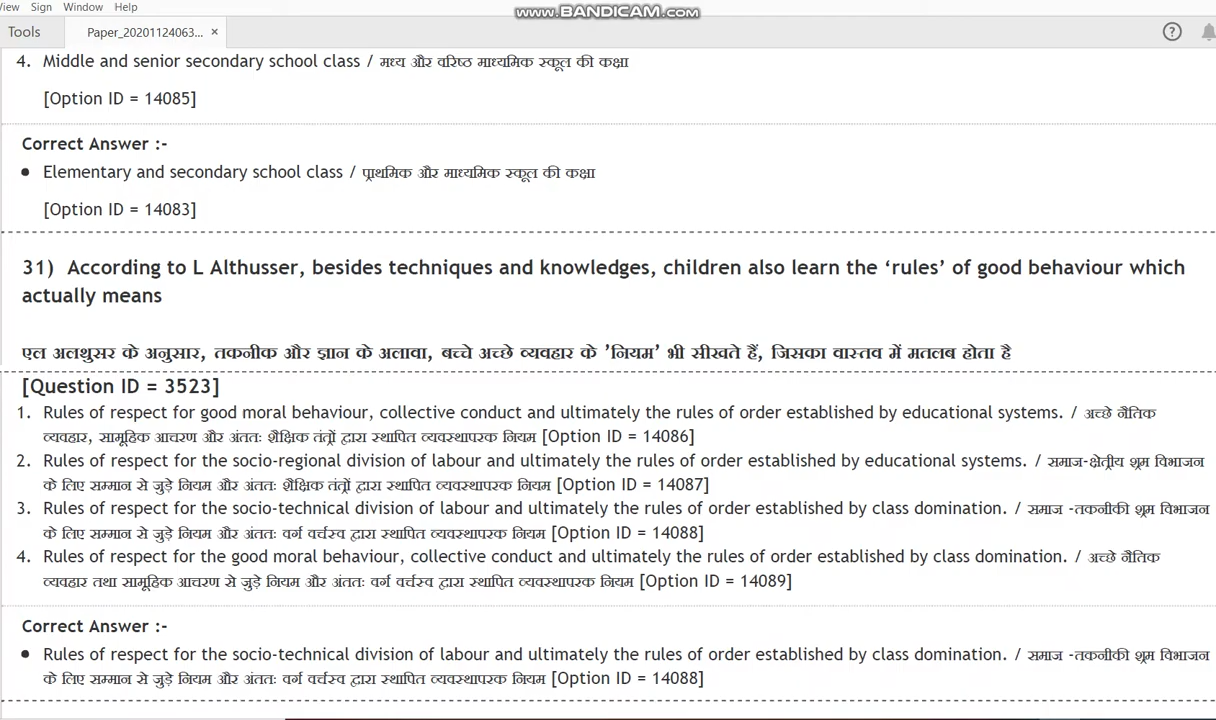 View Sign Window Help
www.BANDICAM.com
Tools Paper_20201124063... ×
4. Middle and senior secondary school class / मध्य और वरिष्ठ माध्यमिक स्कूल की कक्षा
[Option ID = 14085]
Correct Answer :-
• Elementary and secondary school class / प्राथमिक और माध्यमिक स्कूल की कक्षा
[Option ID = 14083]
31) According to L Althusser, besides techniques and knowledges, children also learn the ‘rules’ of good behaviour which
actually means
एल अलथुसर के अनुसार, तकनीक और ज्ञान के अलावा, बच्चे अच्छे व्यवहार के 'नियम' भी सीखते हैं, जिसका वास्तव में मतलब होता है
[Question ID = 3523]
1. Rules of respect for good moral behaviour, collective conduct and ultimately the rules of order established by educational systems. / अच्छे नैतिक
व्यवहार, सामूहिक आचरण और अंततः शैक्षिक तंत्रों द्वारा स्थापित व्यवस्थापरक नियम [Option ID = 14086]
2. Rules of respect for the socio-regional division of labour and ultimately the rules of order established by educational systems. / समाज-क्षेत्रीय श्रम विभाजन
के लिए सम्मान से जुड़े नियम और अंततः शैक्षिक तंत्रों द्वारा स्थापित व्यवस्थापरक नियम [Option ID = 14087]
3. Rules of respect for the socio-technical division of labour and ultimately the rules of order established by class domination. / समाज -तकनीकी श्रम विभाजन
के लिए सम्मान से जुड़े नियम और अंततः वर्ग वर्चस्व द्वारा स्थापित व्यवस्थापरक नियम [Option ID = 14088]
4. Rules of respect for the good moral behaviour, collective conduct and ultimately the rules of order established by class domination. / अच्छे नैतिक
व्यवहार तथा सामूहिक आचरण से जुड़े नियम और अंततः वर्ग वर्चस्व द्वारा स्थापित व्यवस्थापरक नियम [Option ID = 14089]
Correct Answer :-
• Rules of respect for the socio-technical division of labour and ultimately the rules of order established by class domination. / समाज -तकनीकी श्रम विभाजन
के लिए सम्मान से जुड़े नियम और अंततः वर्ग वर्चस्व द्वारा स्थापित व्यवस्थापरक नियम [Option ID = 14088]